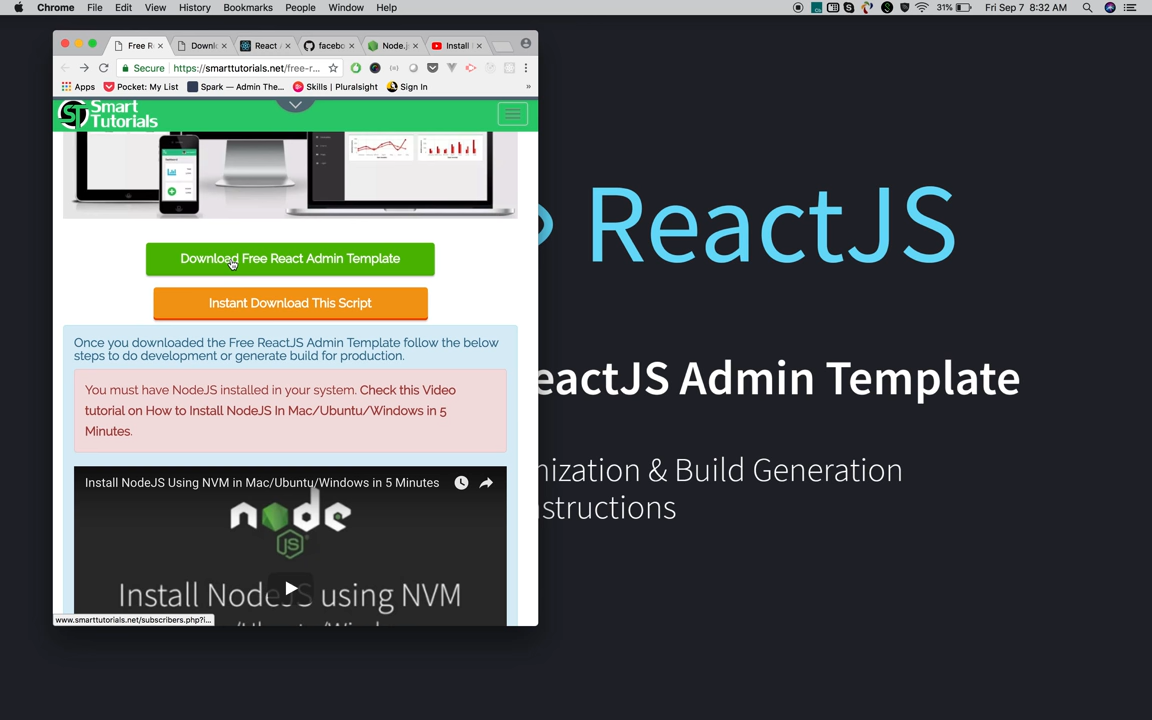 Chrome File Edit View History Bookmarks People Window Help 31% Fri Sep 7 8:32 AM
Free R Downl React facebo Node.j Install
Secure https://smarttutorials.net/free-r...
Apps Pocket: My List Spark — Admin The... Skills | Pluralsight Sign In »
ST Smart
Tutorials
Download Free React Admin Template
Instant Download This Script
Once you downloaded the Free ReactJS Admin Template follow the below
steps to do development or generate build for production.
You must have NodeJS installed in your system. Check this Video
tutorial on How to Install NodeJS In Mac/Ubuntu/Windows in 5
Minutes.
Install NodeJS Using NVM in Mac/Ubuntu/Windows in 5 Minutes
node
JS
Install NodeJS using NVM
www.smarttutorials.net/subscribers.php?i...
ReactJS
eactJS Admin Template
nization & Build Generation
structions